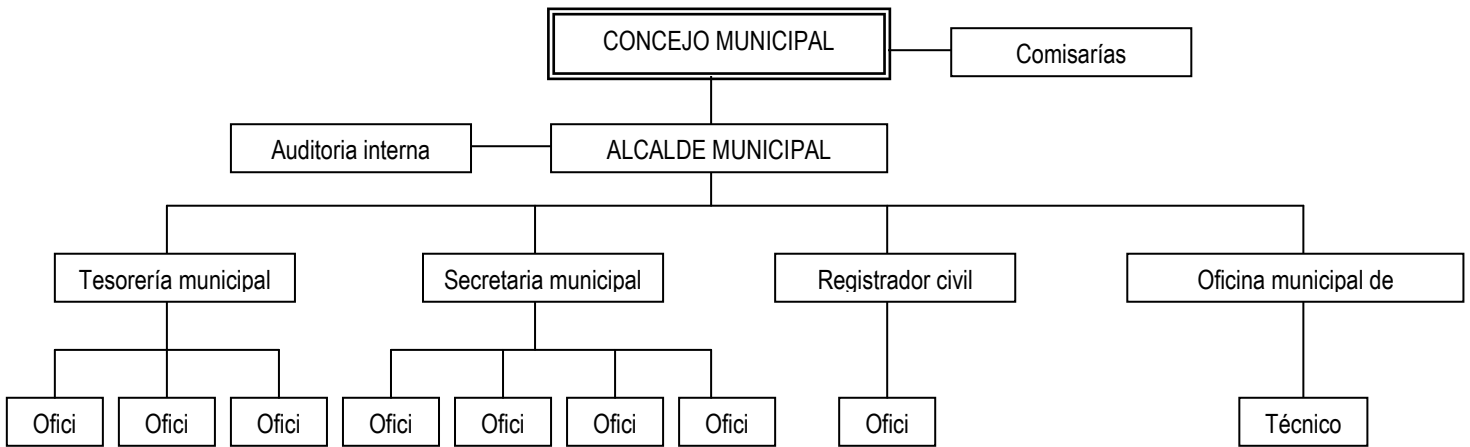 CONCEJO MUNICIPAL
Comisarías
Auditoria interna
ALCALDE MUNICIPAL
Tesorería municipal
Secretaria municipal
Registrador civil
Oficina municipal de
Ofici
Ofici
Ofici
Ofici
Ofici
Ofici
Ofici
Ofici
Técnico